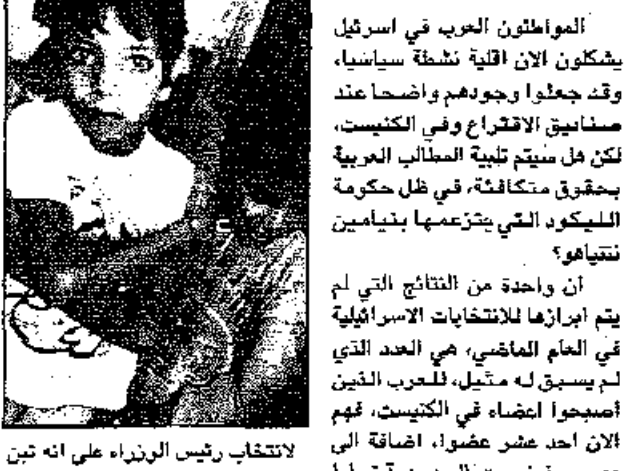 المواطنون العرب في اسرئيل
يشكلون الان اقلية نشطة سياسيا،
وقد جعلوا وجودهم واضحا عند
صناديق الاقتراع وفي الكنيست،
لكن هل سيتم تلبية المطالب العربية
بحقوق متكافئة، في ظل حكومة
الليكود التي يتزعمها بنيامين
نتنياهو؟
ان واحدة من النتائج التي لم
يتم ابرازها للانتخابات الاسرائيلية
في العام الماضي، هي العدد الذي
لم يسبق له مثيل، للعرب الذين
أصبحوا اعضاء في الكنيست، فهم
الان احد عشر عضوا، اضافة الى
لانتخاب رئيس الوزراء على انه تبن